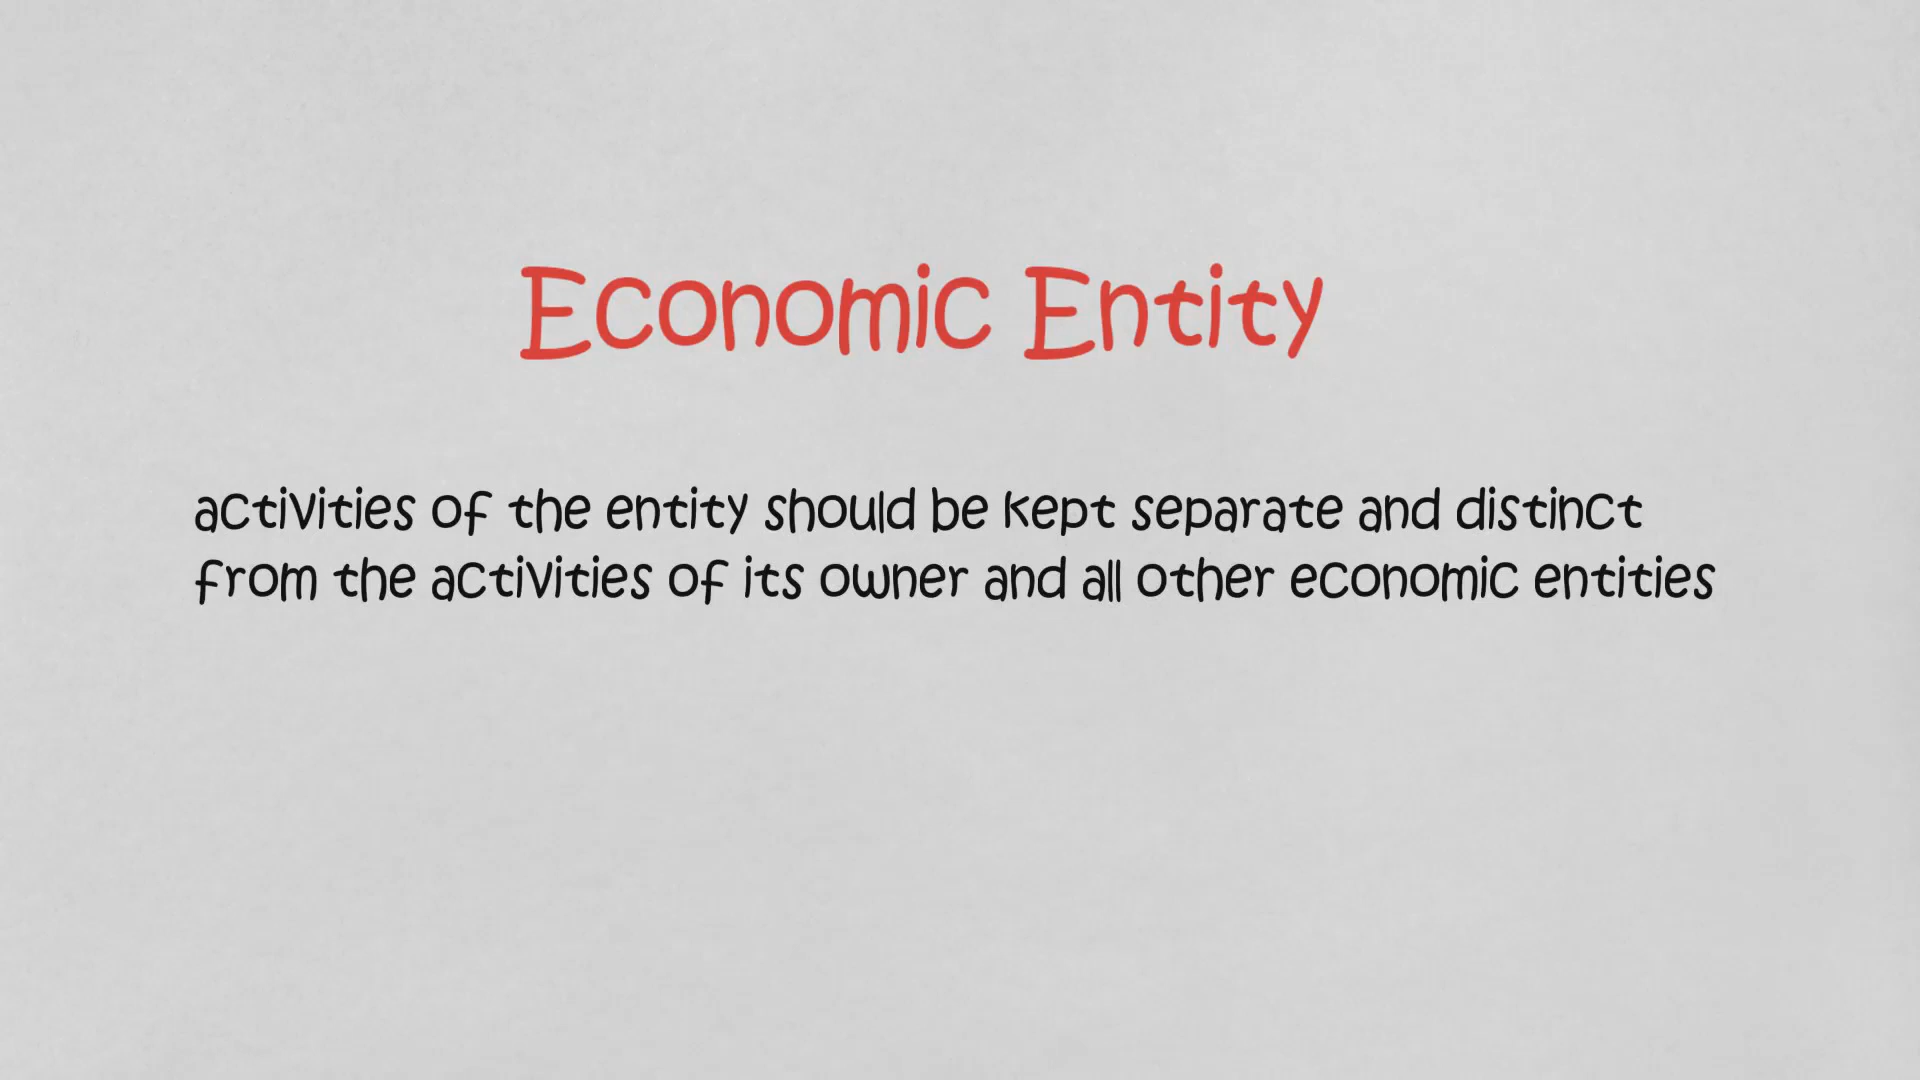 Economic Entity
activities of the entity should be kept separate and distinct
from the activities of its owner and all other economic entities